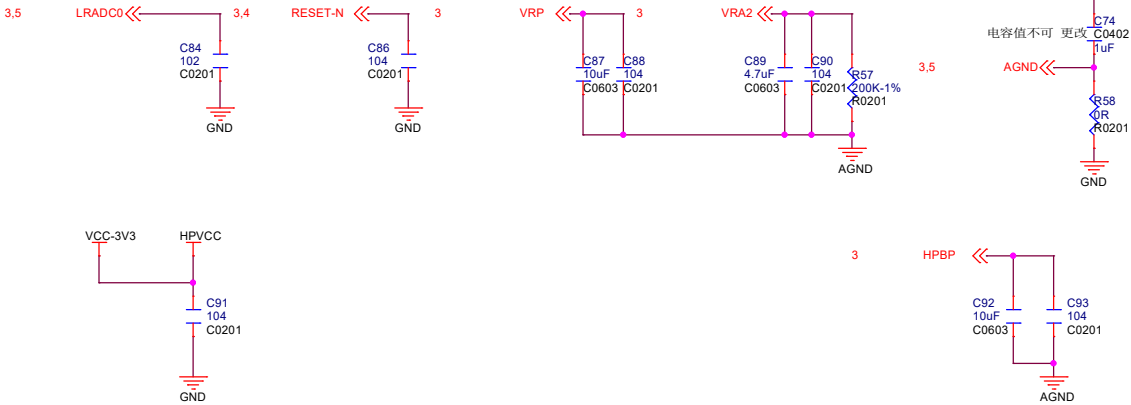 3,5
LRADC0
3,4
RESET-N
3
VRP
3
VRA2
C84
102
C0201
GND
C86
104
C0201
GND
C87
10uF
C0603
C88
104
C0201
C89
4.7uF
C0603
C90
104
C0201
R57
200K-1%
R0201
AGND
电容值不可 更改
C74
C0402
1uF
3,5
AGND
R58
0R
R0201
GND
VCC-3V3
HPVCC
C91
104
C0201
GND
3
HPBP
C92
10uF
C0603
C93
104
C0201
AGND